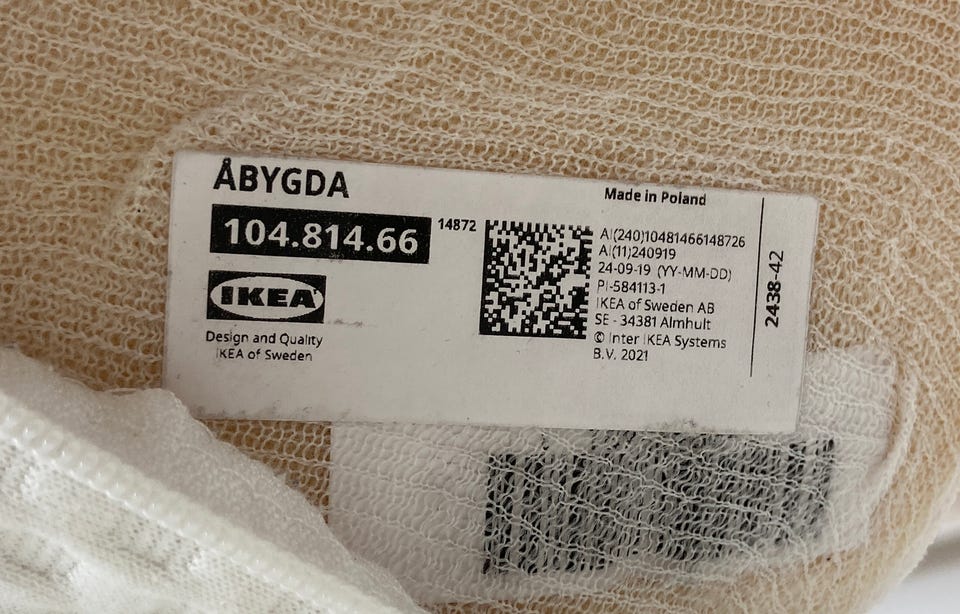 ÅBYGDA
104.814.66
14872
IKEA
Design and Quality
IKEA of Sweden
Made in Poland
AI(240)10481466148726
AI(11)240919
24-09-19 (YY-MM-DD)
PI-584113-1
IKEA of Sweden AB
SE - 34381 Almhult
© Inter IKEA Systems
B.V. 2021
2438-42